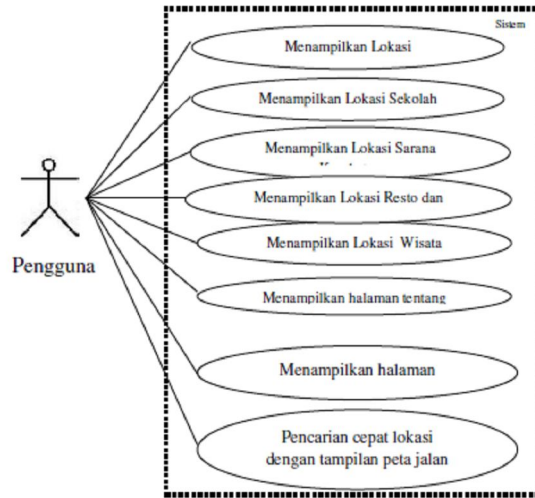 Sistem
Menampilkan Lokasi
Menampilkan Lokasi Sekolah
Menampilkan Lokasi Sarana
Menampilkan Lokasi Resto dan
Menampilkan Lokasi Wisata
Pengguna
Menampilkan halaman tentang
Menampilkan halaman
Pencarian cepat lokasi
dengan tampilan peta jalan